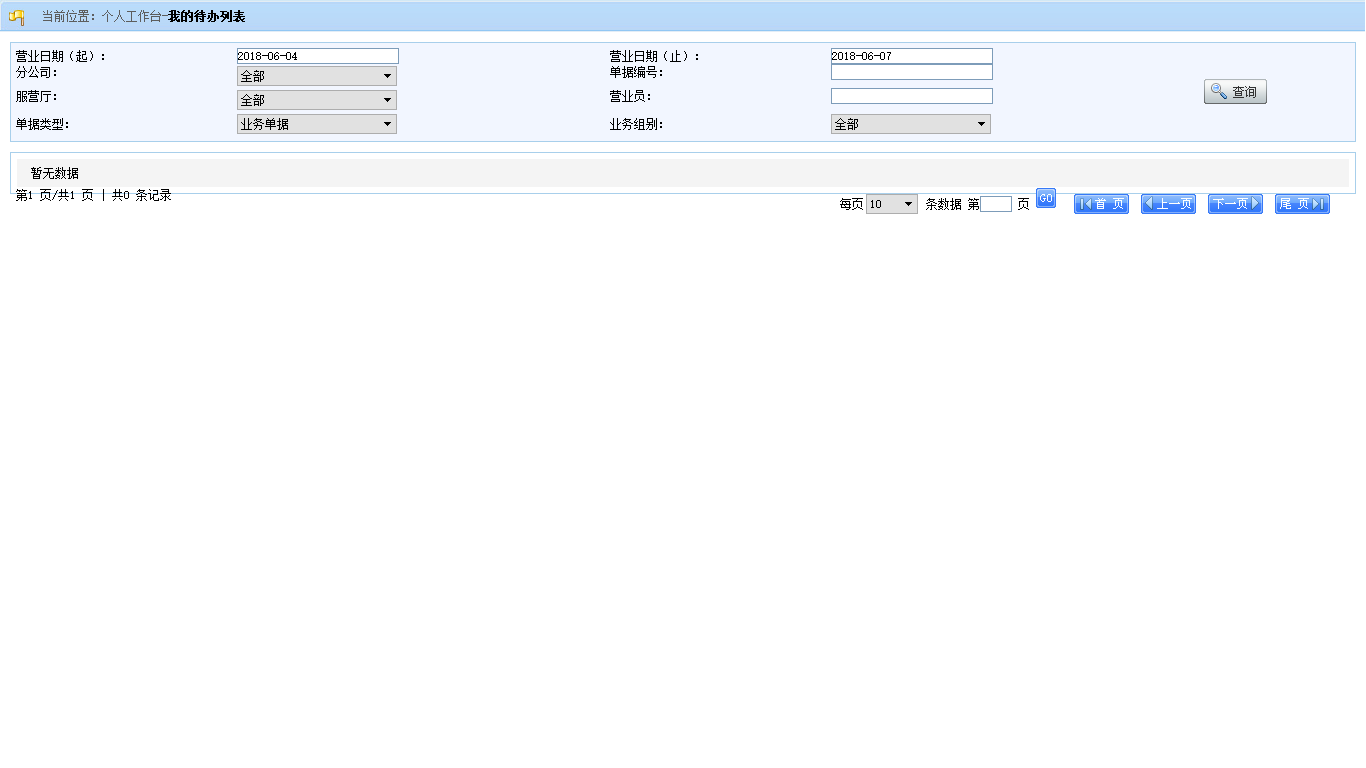 当前位置：个人工作台-我的待办列表
营业日期（起）: 2018-06-04 营业日期（止）: 2018-06-07
分公司: 全部 单据编号:
查询
服营厅: 全部 营业员:
单据类型: 业务单据 业务组别: 全部
暂无数据
第1 页/共1 页 | 共0 条记录
每页 10 条数据 第 页 GO 首 页 上一页 下一页 尾 页